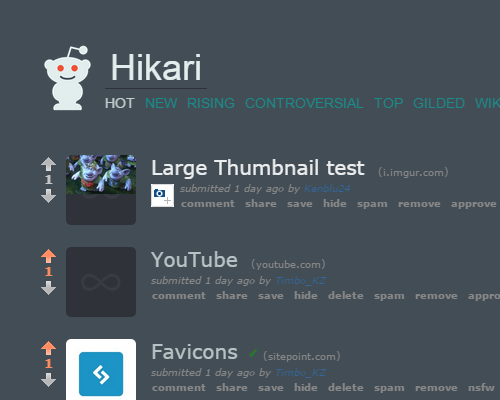 Hikari
HOT NEW RISING CONTROVERSIAL TOP GILDED WIK
1
Large Thumbnail test (i.imgur.com)
submitted 1 day ago by Kenblu24
comment share save hide spam remove approve
1
YouTube (youtube.com)
submitted 1 day ago by Timbo_KZ
comment share save hide delete spam remove appro
1
Favicons ✔ (sitepoint.com)
submitted 1 day ago by Timbo_KZ
comment share save hide delete spam remove nsfw